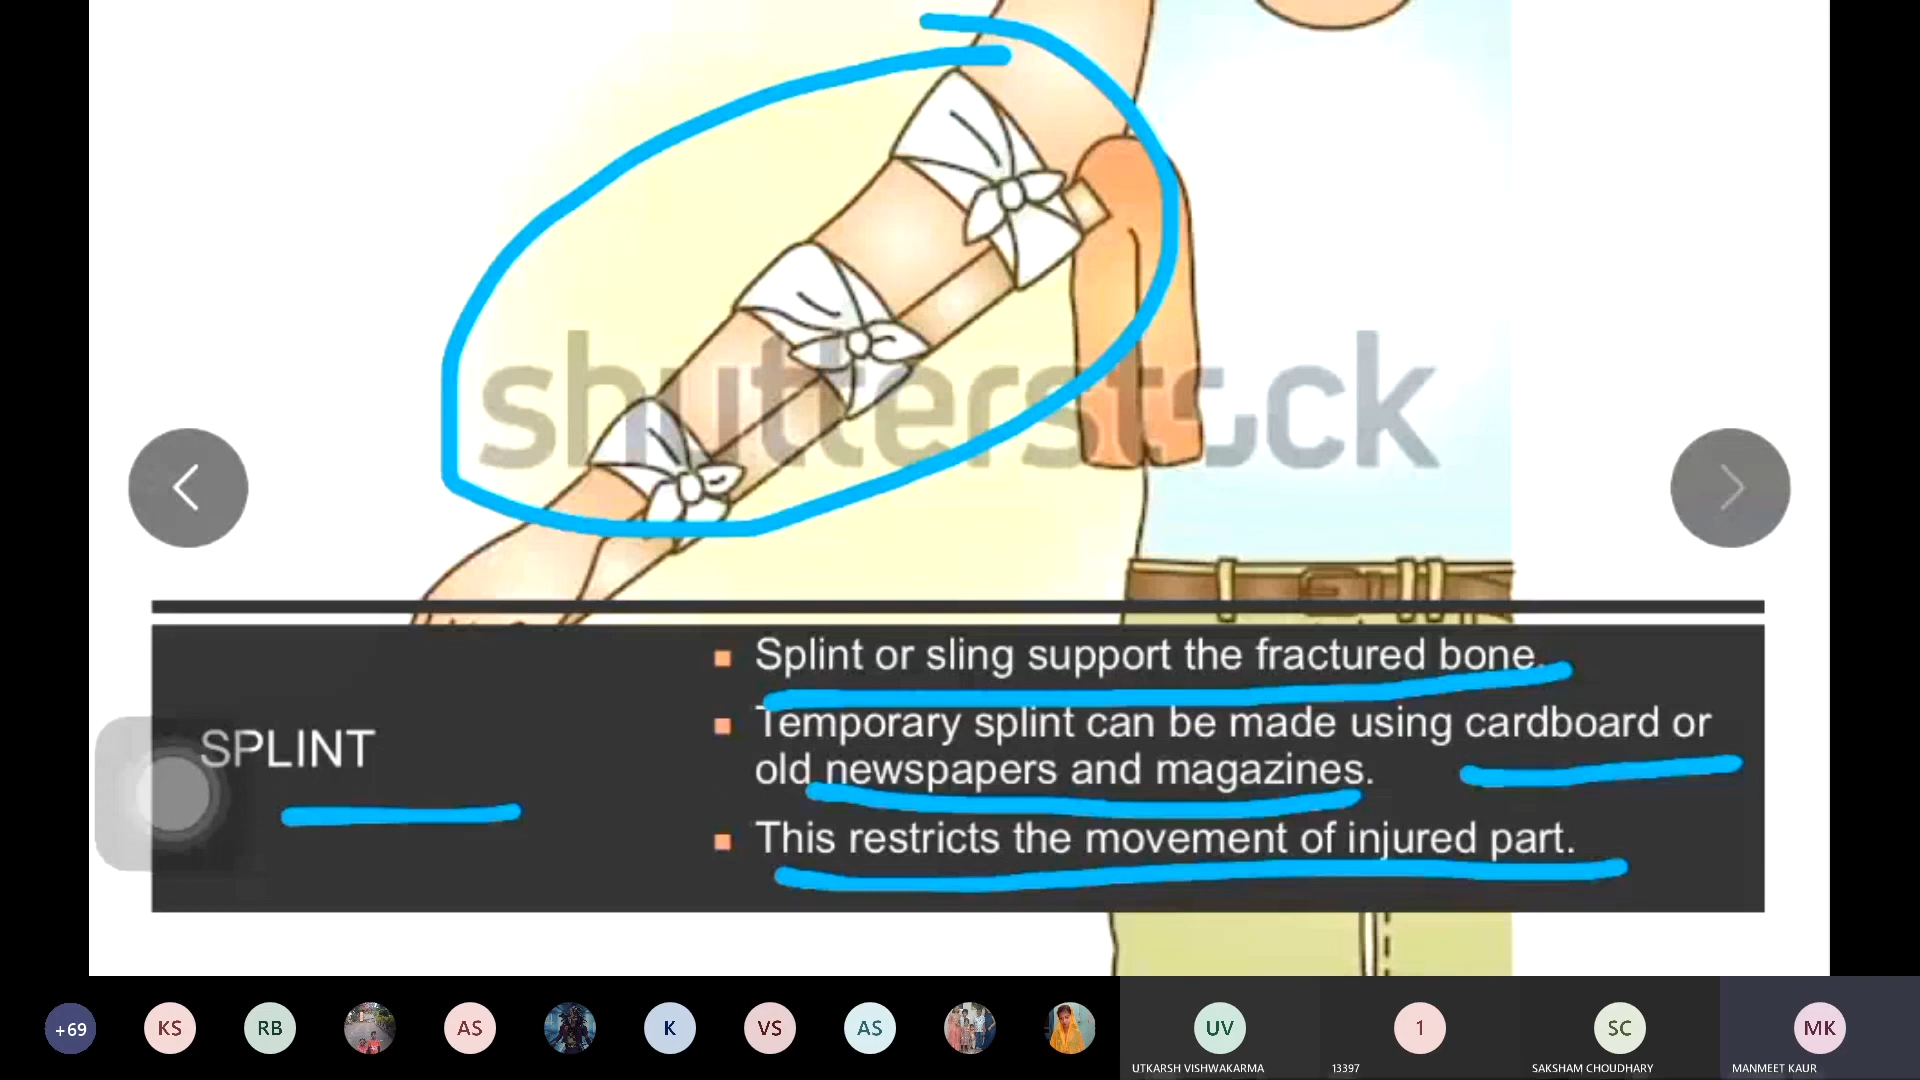 shutterstock
SPLINT
▪ Splint or sling support the fractured bone.
▪ Temporary splint can be made using cardboard or
old newspapers and magazines.
▪ This restricts the movement of injured part.
+69
KS
RB
AS
K
VS
AS
UV
1
SC
MK
UTKARSH VISHWAKARMA
13397
SAKSHAM CHOUDHARY
MANMEET KAUR